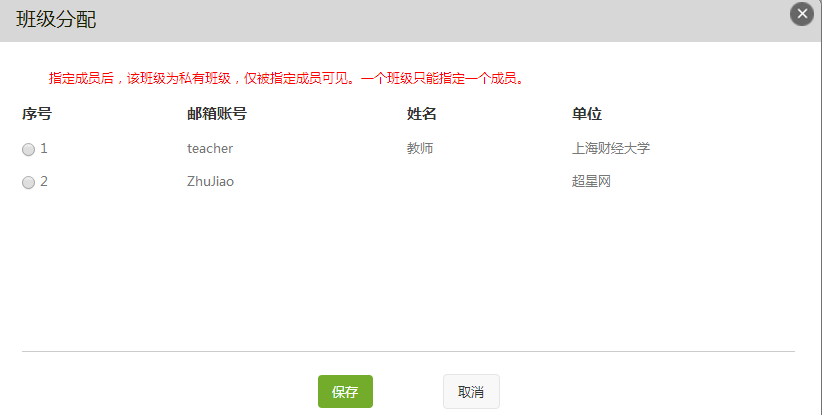 班级分配
指定成员后，该班级为私有班级，仅被指定成员可见。一个班级只能指定一个成员。
序号 邮箱账号 姓名 单位
1 teacher 教师 上海财经大学
2 ZhuJiao 超星网
保存 取消